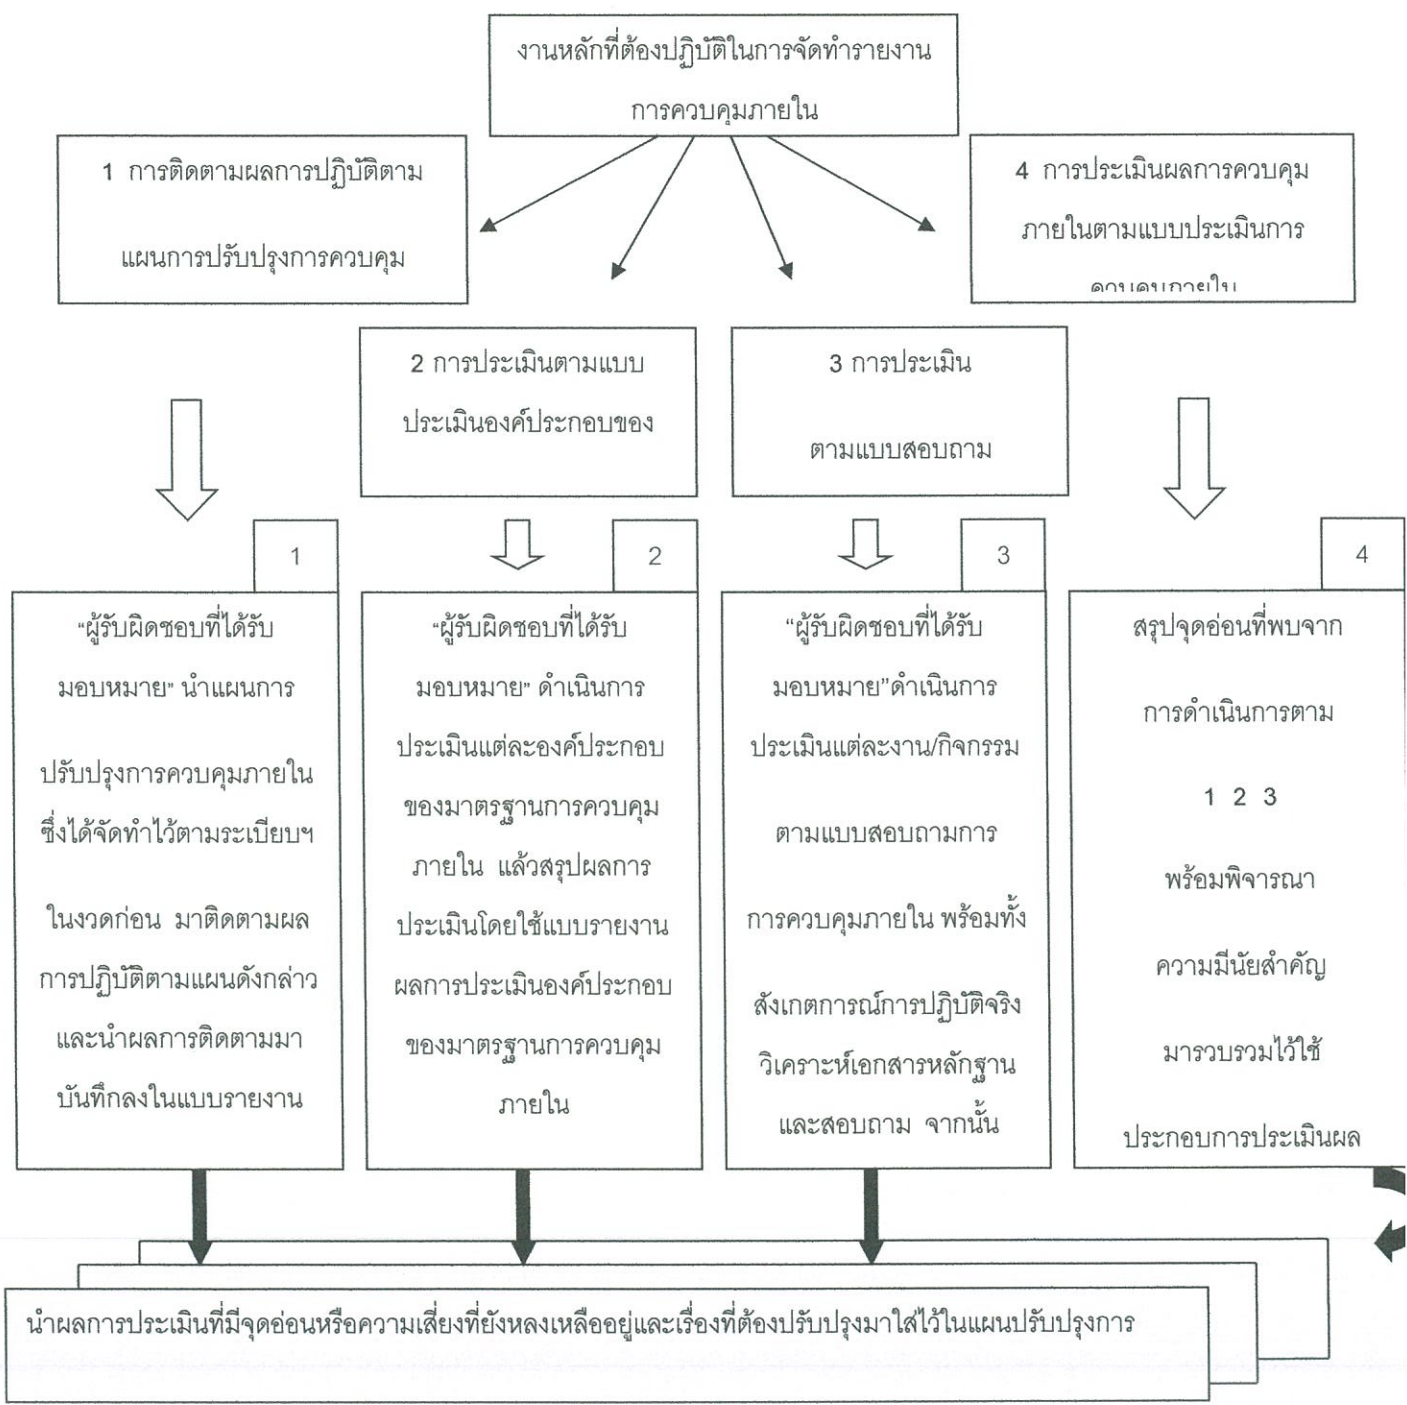 งานหลักที่ต้องปฏิบัติในการจัดทำรายงาน
การควบคุมภายใน
1 การติดตามผลการปฏิบัติตาม
แผนการปรับปรุงการควบคุม
4 การประเมินผลการควบคุม
ภายในตามแบบประเมินการ
ควบคุมภายใน
2 การประเมินตามแบบ
ประเมินองค์ประกอบของ
3 การประเมิน
ตามแบบสอบถาม
1
"ผู้รับผิดชอบที่ได้รับ
มอบหมาย" นำแผนการ
ปรับปรุงการควบคุมภายใน
ซึ่งได้จัดทำไว้ตามระเบียบฯ
ในงวดก่อน มาติดตามผล
การปฏิบัติตามแผนดังกล่าว
และนำผลการติดตามมา
บันทึกลงในแบบรายงาน
2
"ผู้รับผิดชอบที่ได้รับ
มอบหมาย" ดำเนินการ
ประเมินแต่ละองค์ประกอบ
ของมาตรฐานการควบคุม
ภายใน แล้วสรุปผลการ
ประเมินโดยใช้แบบรายงาน
ผลการประเมินองค์ประกอบ
ของมาตรฐานการควบคุม
ภายใน
3
"ผู้รับผิดชอบที่ได้รับ
มอบหมาย"ดำเนินการ
ประเมินแต่ละงาน/กิจกรรม
ตามแบบสอบถามการ
การควบคุมภายใน พร้อมทั้ง
สังเกตการณ์การปฏิบัติจริง
วิเคราะห์เอกสารหลักฐาน
และสอบถาม จากนั้น
4
สรุปจุดอ่อนที่พบจาก
การดำเนินการตาม
1 2 3
พร้อมพิจารณา
ความมีนัยสำคัญ
มารวบรวมไว้ใช้
ประกอบการประเมินผล
นำผลการประเมินที่มีจุดอ่อนหรือความเสี่ยงที่ยังหลงเหลืออยู่และเรื่องที่ต้องปรับปรุงมาใส่ไว้ในแผนปรับปรุงการ